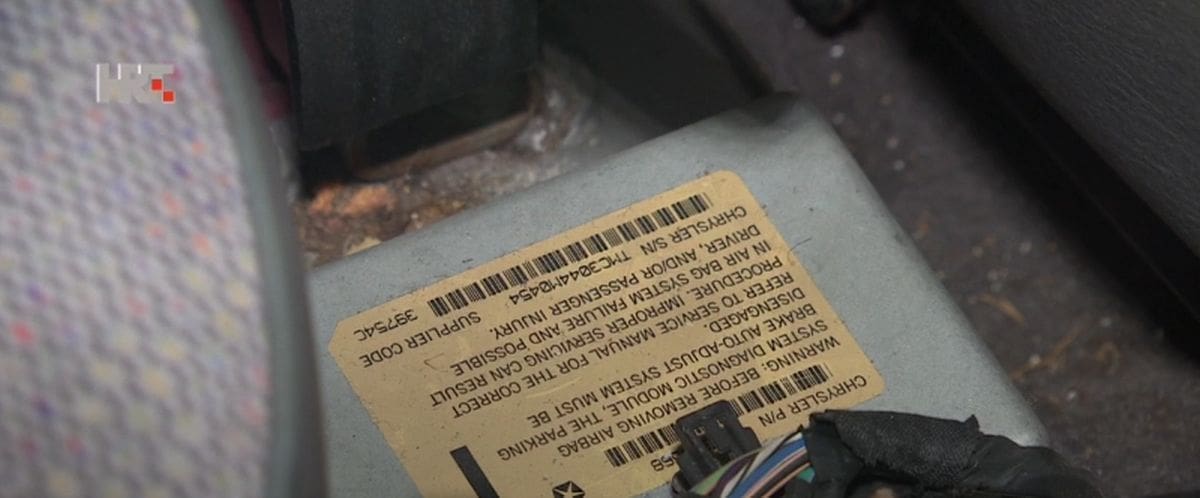 HRT
CHRYSLER P/N
WARNING: BEFORE REMOVING AIRBAG
SYSTEM DIAGNOSTIC MODULE, THE PARKING
BRAKE AUTO-ADJUST SYSTEM MUST BE
DISENGAGED.
REFER TO SERVICE MANUAL FOR THE CORRECT
PROCEDURE. IMPROPER SERVICING CAN RESULT
IN AIR BAG SYSTEM FAILURE AND POSSIBLE
DRIVER, AND/OR PASSENGER INJURY.
CHRYSLER S/N TMC3044M10454 SUPPLIER CODE 39754C